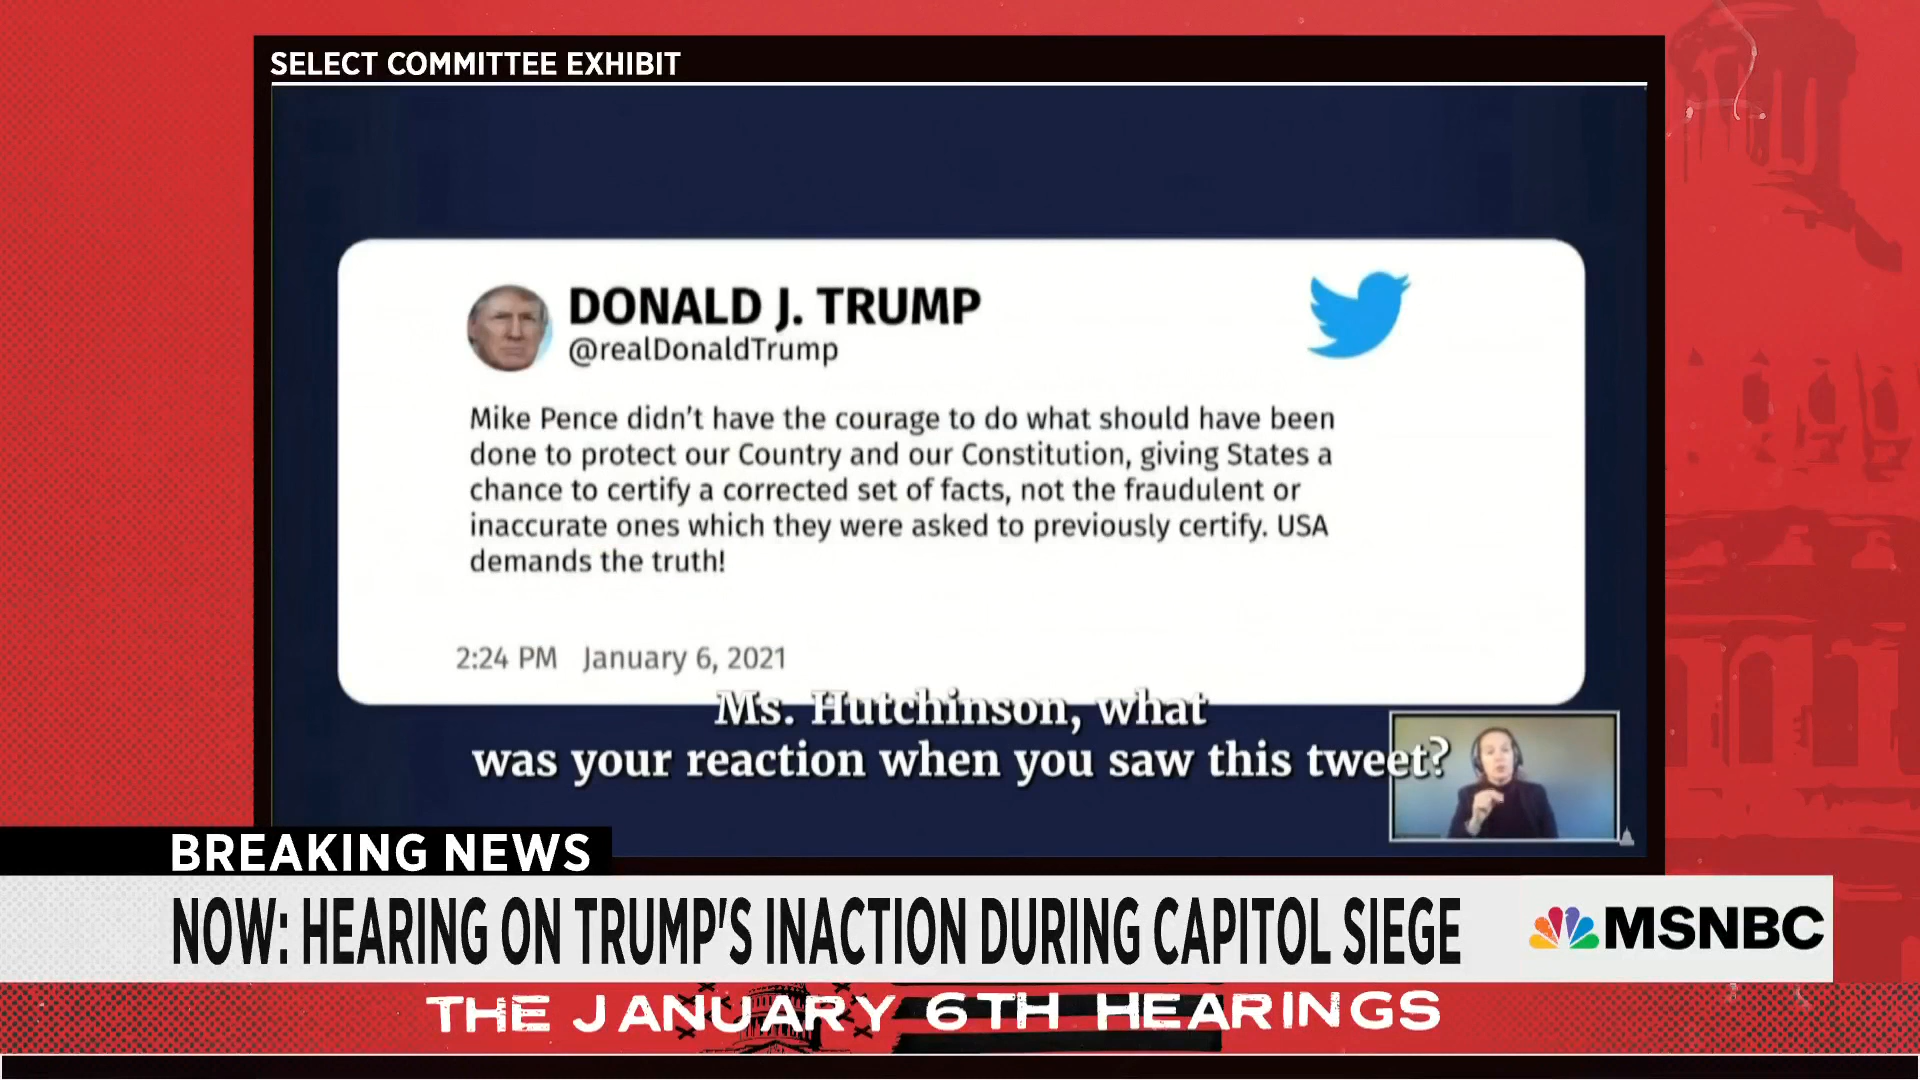 SELECT COMMITTEE EXHIBIT
DONALD J. TRUMP
@realDonaldTrump
Mike Pence didn't have the courage to do what should have been
done to protect our Country and our Constitution, giving States a
chance to certify a corrected set of facts, not the fraudulent or
inaccurate ones which they were asked to previously certify. USA
demands the truth!
2:24 PM January 6, 2021
Ms. Hutchinson, what
was your reaction when you saw this tweet?
BREAKING NEWS
NOW: HEARING ON TRUMP'S INACTION DURING CAPITOL SIEGE
MSNBC
THE JANUARY 6TH HEARINGS